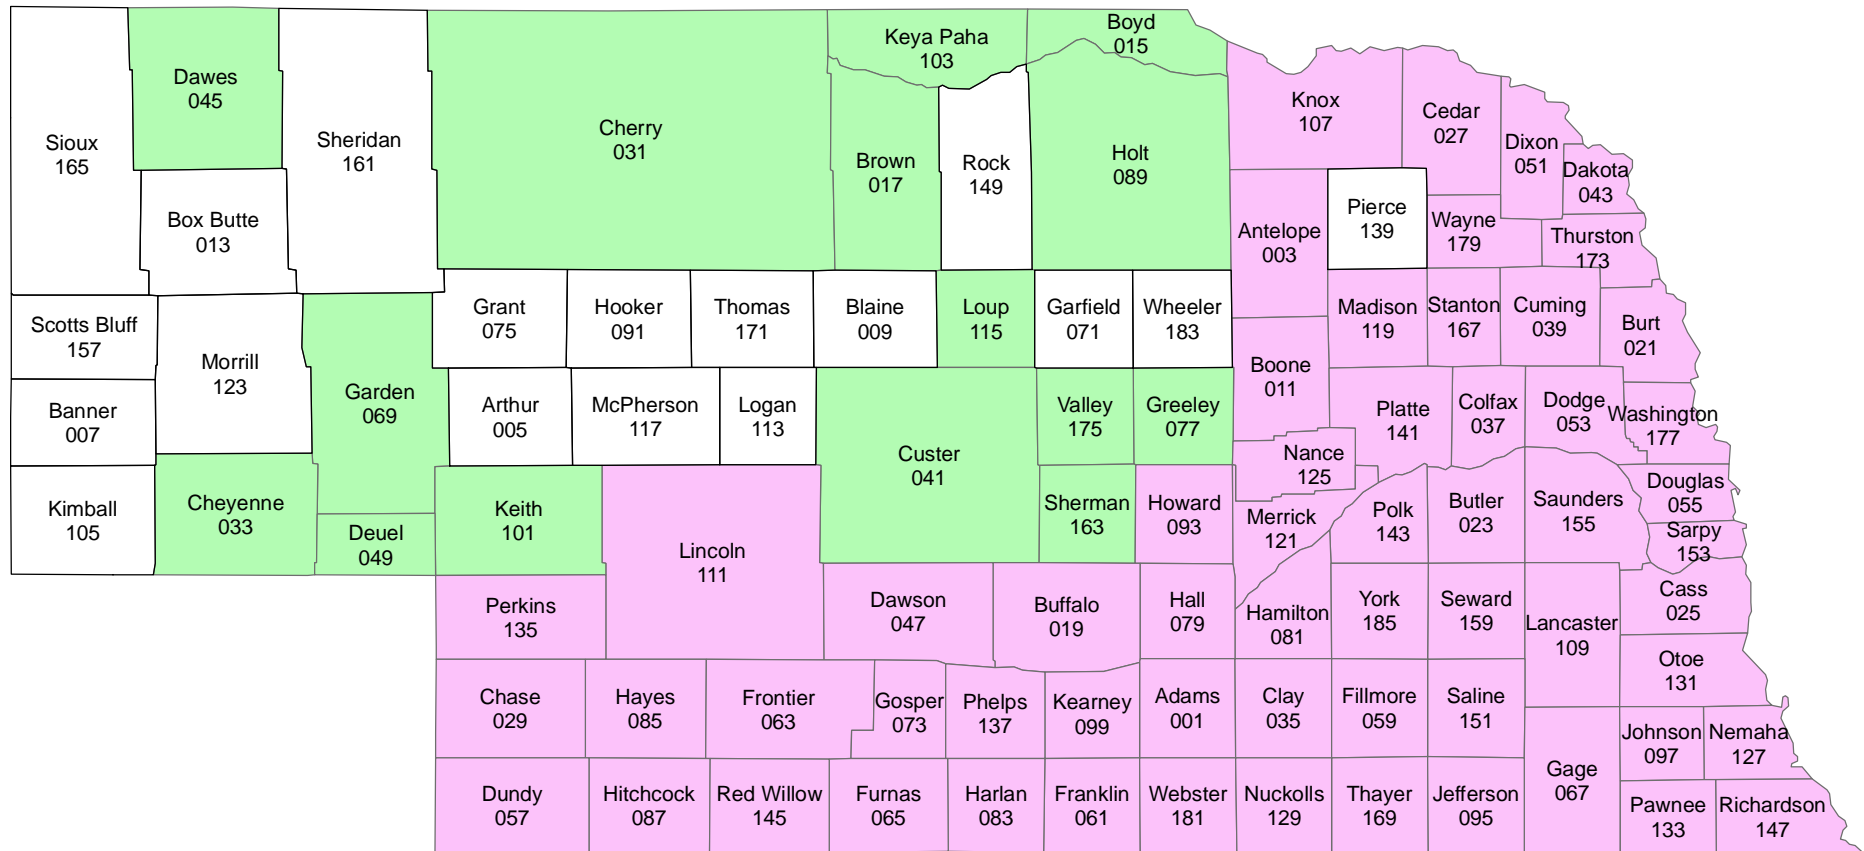 Sioux
165
Dawes
045
Box Butte
013
Sheridan
161
Cherry
031
Keya Paha
103
Boyd
015
Brown
017
Rock
149
Holt
089
Knox
107
Cedar
027
Dixon
051
Dakota
043
Antelope
003
Pierce
139
Wayne
179
Thurston
173
Scotts Bluff
157
Morrill
123
Garden
069
Grant
075
Hooker
091
Thomas
171
Blaine
009
Loup
115
Garfield
071
Wheeler
183
Boone
011
Madison
119
Stanton
167
Cuming
039
Burt
021
Banner
007
Arthur
005
McPherson
117
Logan
113
Custer
041
Valley
175
Greeley
077
Nance
125
Platte
141
Colfax
037
Dodge
053
Washington
177
Kimball
105
Cheyenne
033
Deuel
049
Keith
101
Lincoln
111
Sherman
163
Howard
093
Merrick
121
Polk
143
Butler
023
Saunders
155
Douglas
055
Sarpy
153
Perkins
135
Dawson
047
Buffalo
019
Hall
079
Hamilton
081
York
185
Seward
159
Lancaster
109
Cass
025
Otoe
131
Chase
029
Hayes
085
Frontier
063
Gosper
073
Phelps
137
Kearney
099
Adams
001
Clay
035
Fillmore
059
Saline
151
Gage
067
Johnson
097
Nemaha
127
Dundy
057
Hitchcock
087
Red Willow
145
Furnas
065
Harlan
083
Franklin
061
Webster
181
Nuckolls
129
Thayer
169
Jefferson
095
Pawnee
133
Richardson
147